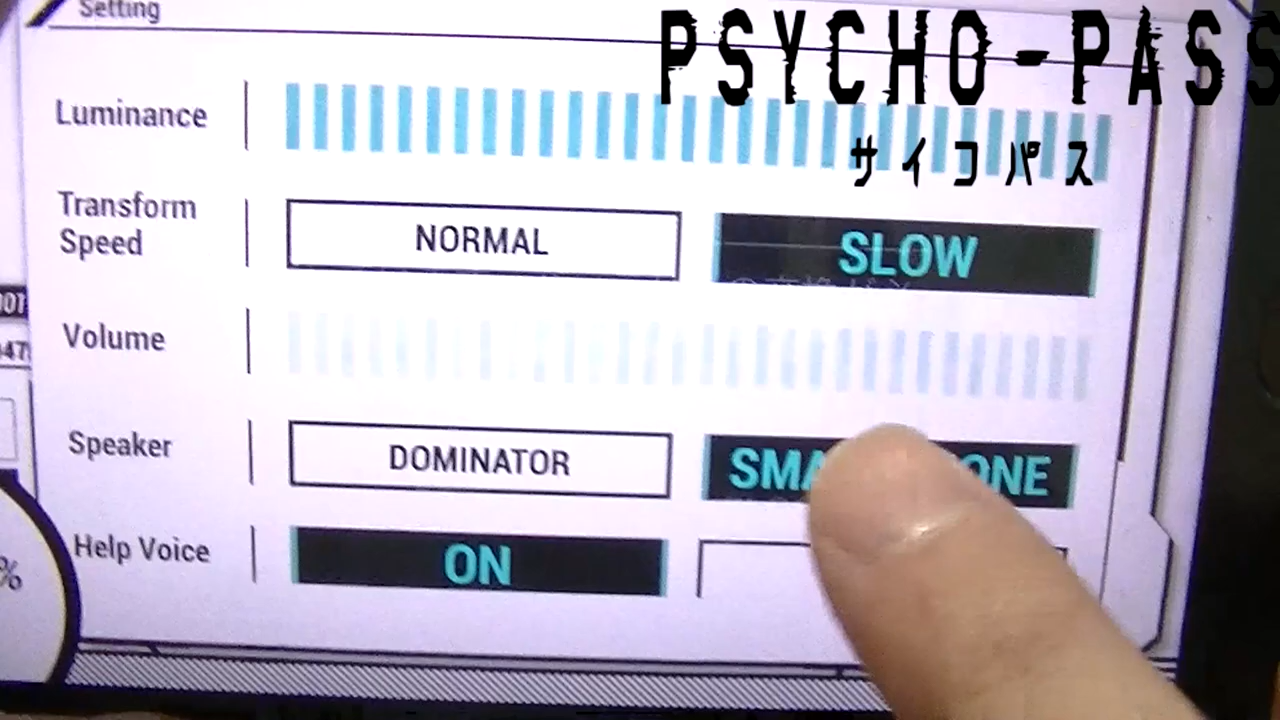 Setting
PSYCHO-PASS
サイコパス
Luminance
Transform
Speed
NORMAL
SLOW
Volume
Speaker
DOMINATOR
Help Voice
ON
%